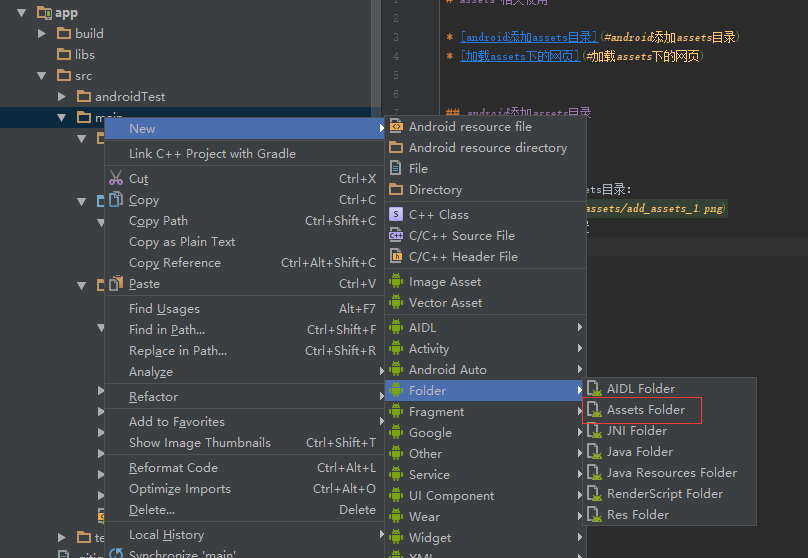 app
build
libs
src
androidTest
main
1
2
3
4
5
6
7
# assets 相关使用
* [android添加assets目录](#android添加assets目录)
* [加载assets下的网页](#加载assets下的网页)
## android添加assets目录
ets目录:
assets/add_assets_1.png)
New
Link C++ Project with Gradle
Cut Ctrl+X
Copy Ctrl+C
Copy Path Ctrl+Shift+C
Copy as Plain Text
Copy Reference Ctrl+Alt+Shift+C
Paste Ctrl+V
Find Usages Alt+F7
Find in Path... Ctrl+Shift+F
Replace in Path... Ctrl+Shift+R
Analyze
Refactor
Add to Favorites
Show Image Thumbnails Ctrl+Shift+T
Reformat Code Ctrl+Alt+L
Optimize Imports Ctrl+Alt+O
Delete... Delete
Local History
Synchronize 'main'
Android resource file
Android resource directory
File
Directory
C++ Class
C/C++ Source File
C/C++ Header File
Image Asset
Vector Asset
AIDL
Activity
Android Auto
Folder
Fragment
Google
Other
Service
UI Component
Wear
Widget
XML
AIDL Folder
Assets Folder
JNI Folder
Java Folder
Java Resources Folder
RenderScript Folder
Res Folder
te